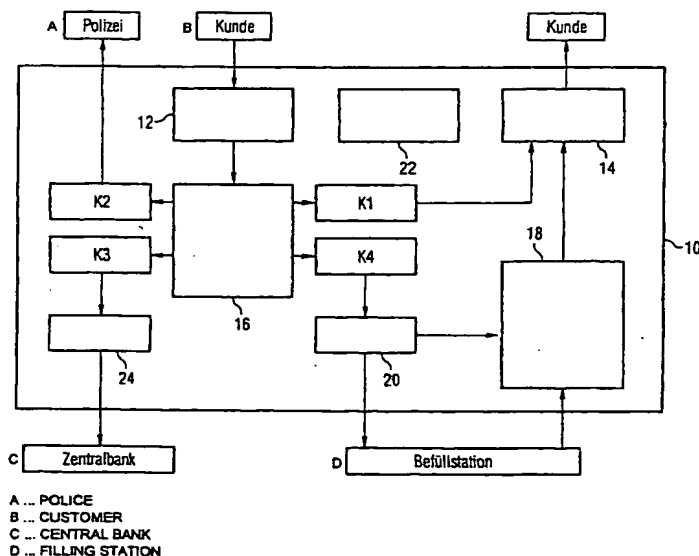 A Polizei
B Kunde
Kunde
12
22
14
K2
K1
18
K3
K4
10
16
24
20
C Zentralbank
D Befüllstation
A ... POLICE
B ... CUSTOMER
C ... CENTRAL BANK
D ... FILLING STATION